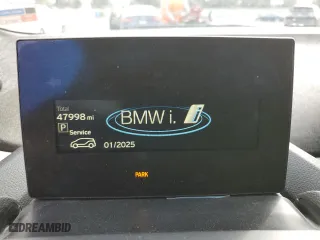 Total
47998 mi
BMW i. i
P
Service
01/2025
PARK
DREAMBID